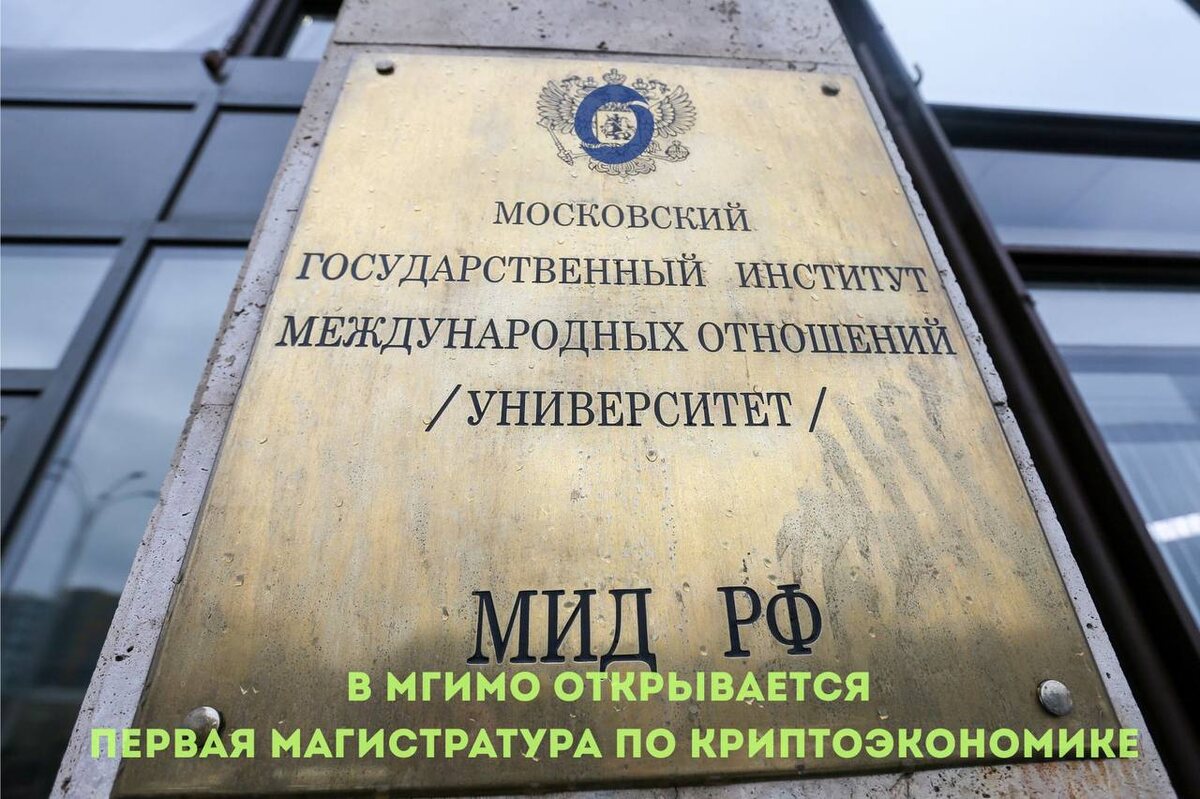 МОСКОВСКИЙ
ГОСУДАРСТВЕННЫЙ ИНСТИТУТ
МЕЖДУНАРОДНЫХ ОТНОШЕНИЙ
/УНИВЕРСИТЕТ/
МИД РФ
В МГИМО ОТКРЫВАЕТСЯ
ПЕРВАЯ МАГИСТРАТУРА ПО КРИПТОЭКОНОМИКЕ